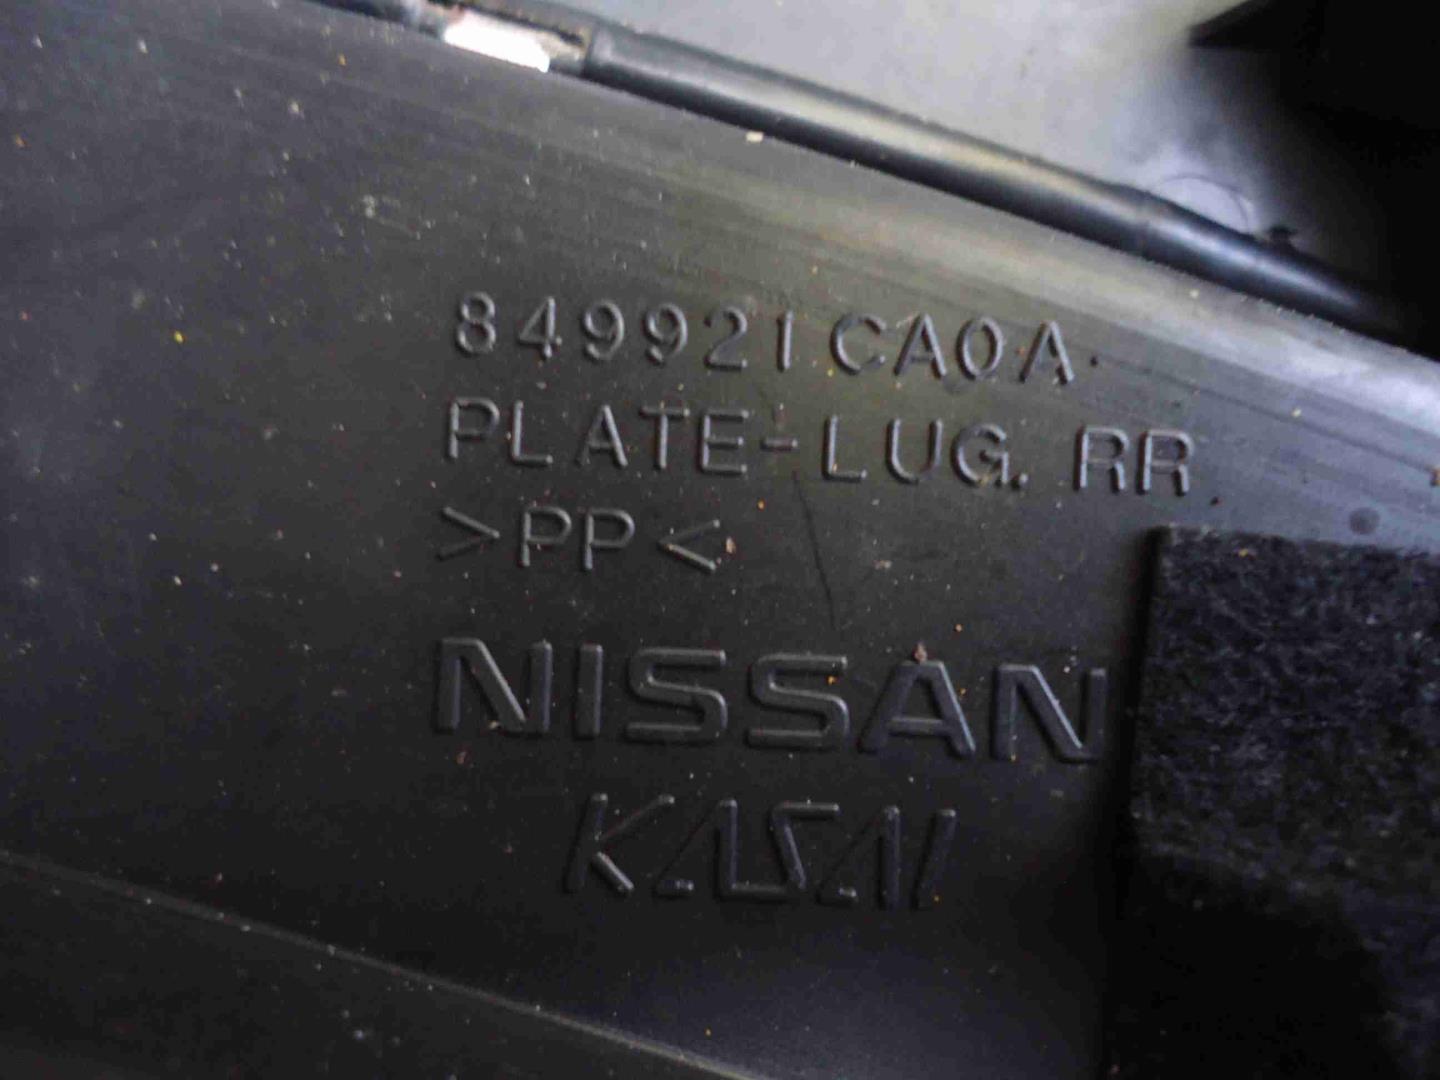 849921CA0A
PLATE-LUG. RR
>PP<
NISSAN
KASAI